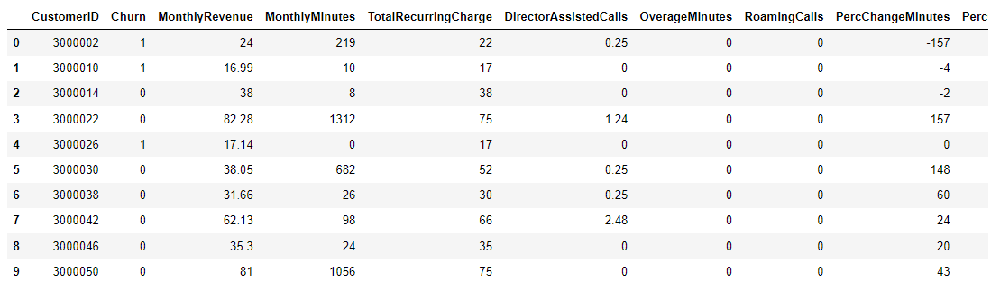 CustomerID Churn MonthlyRevenue MonthlyMinutes TotalRecurringCharge DirectorAssistedCalls OverageMinutes RoamingCalls PercChangeMinutes Perc
0 3000002 1 24 219 22 0.25 0 0 -157
1 3000010 1 16.99 10 17 0 0 0 -4
2 3000014 0 38 8 38 0 0 0 -2
3 3000022 0 82.28 1312 75 1.24 0 0 157
4 3000026 1 17.14 0 17 0 0 0 0
5 3000030 0 38.05 682 52 0.25 0 0 148
6 3000038 0 31.66 26 30 0.25 0 0 60
7 3000042 0 62.13 98 66 2.48 0 0 24
8 3000046 0 35.3 24 35 0 0 0 20
9 3000050 0 81 1056 75 0 0 0 43